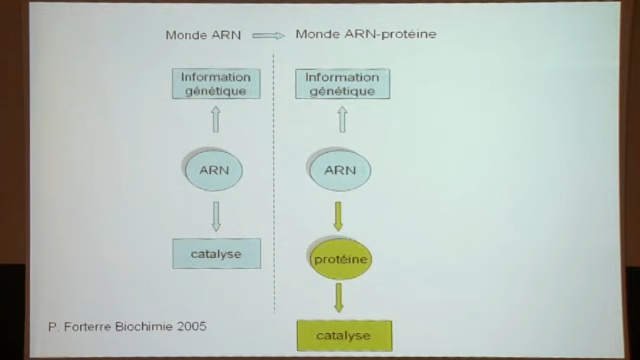 Monde ARN
Monde ARN-protéine
Information
génétique
Information
génétique
ARN
ARN
catalyse
protéine
P. Forterre Biochimie 2005
catalyse